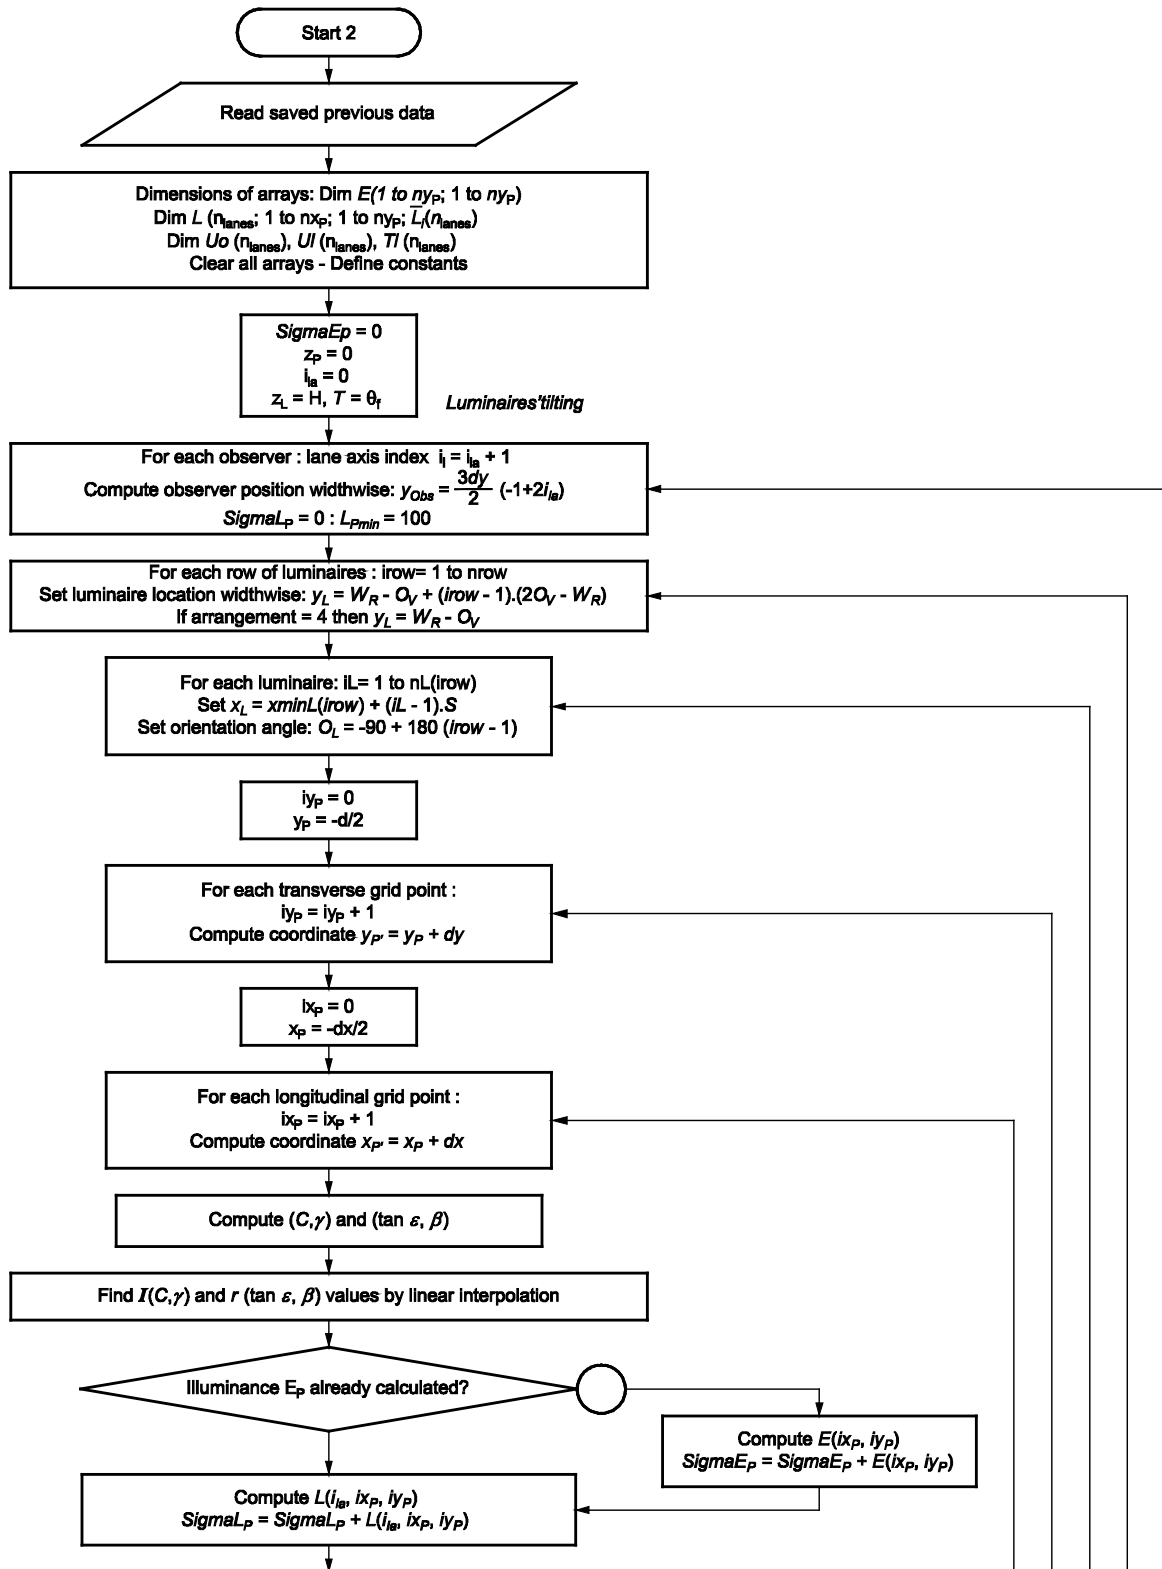 Start 2
Read saved previous data
Dimensions of arrays: Dim E(1 to nyP; 1 to nyP)
Dim L (nlanes; 1 to nxP; 1 to nyP; L̅l(nlanes)
Dim Uo (nlanes), Ul (nlanes), Tl (nlanes)
Clear all arrays - Define constants
SigmaEp = 0
zP = 0
ila = 0
zL = H, T = θf
Luminaires'tilting
For each observer : lane axis index il = ila + 1
Compute observer position widthwise: yObs = 3dy/2 (-1+2ila)
SigmaLP = 0 : LPmin = 100
For each row of luminaires : irow= 1 to nrow
Set luminaire location widthwise: yL = WR - OV + (irow - 1).(2OV - WR)
If arrangement = 4 then yL = WR - OV
For each luminaire: iL= 1 to nL(irow)
Set xL = xminL(irow) + (iL - 1).S
Set orientation angle: OL = -90 + 180 (irow - 1)
iyP = 0
yP = -d/2
For each transverse grid point :
iyP = iyP + 1
Compute coordinate yP' = yP + dy
ixP = 0
xP = -dx/2
For each longitudinal grid point :
ixP = ixP + 1
Compute coordinate xP' = xP + dx
Compute (C,γ) and (tan ε, β)
Find I(C,γ) and r (tan ε, β) values by linear interpolation
Illuminance EP already calculated?
Compute E(ixP, iyP)
SigmaEP = SigmaEP + E(ixP, iyP)
Compute L(ila, ixP, iyP)
SigmaLP = SigmaLP + L(ila, ixP, iyP)